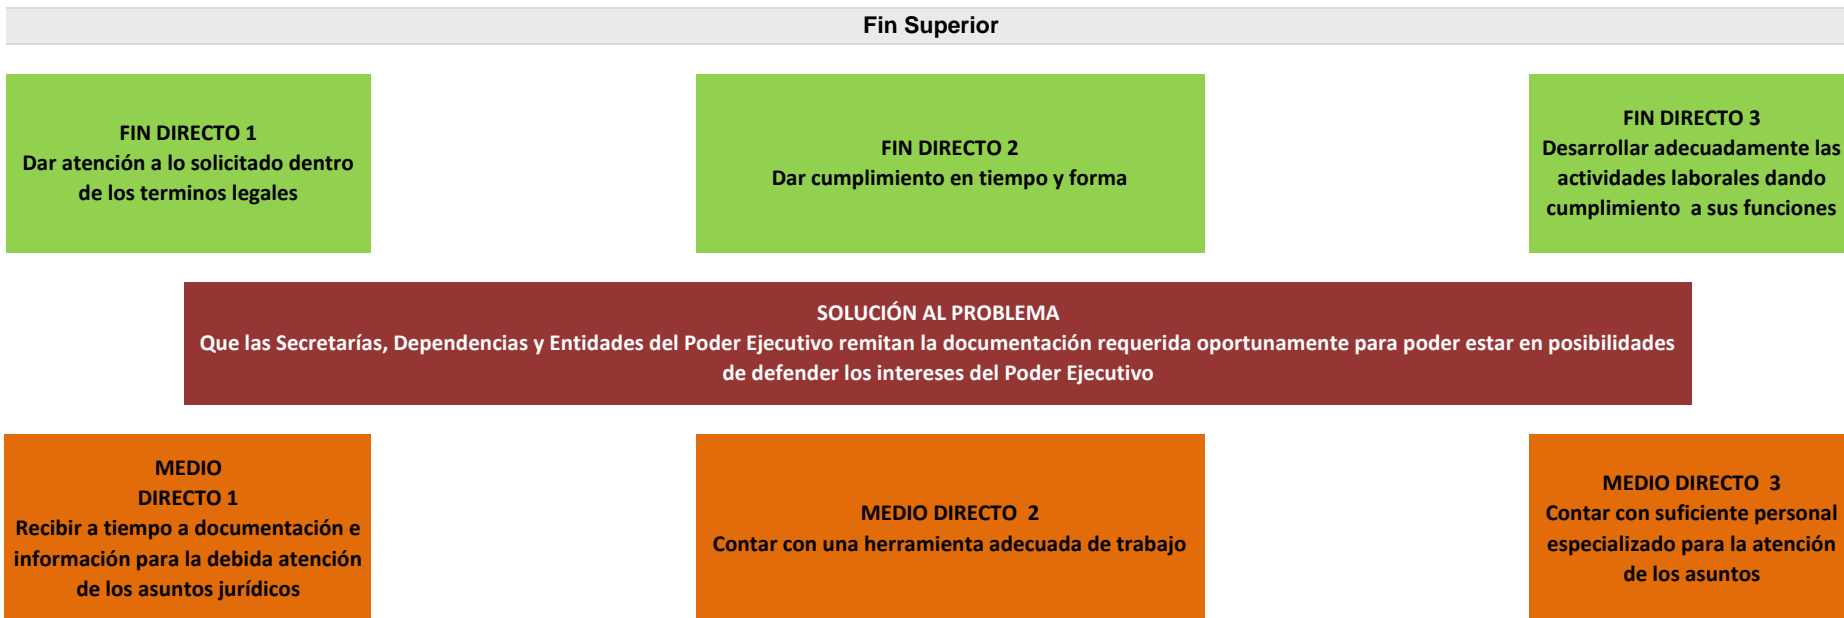 Fin Superior
FIN DIRECTO 1
Dar atención a lo solicitado dentro
de los terminos legales
FIN DIRECTO 2
Dar cumplimiento en tiempo y forma
FIN DIRECTO 3
Desarrollar adecuadamente las
actividades laborales dando
cumplimiento  a sus funciones
SOLUCIÓN AL PROBLEMA
Que las Secretarías, Dependencias y Entidades del Poder Ejecutivo remitan la documentación requerida oportunamente para poder estar en posibilidades
de defender los intereses del Poder Ejecutivo
MEDIO
DIRECTO 1
Recibir a tiempo a documentación e
información para la debida atención
de los asuntos jurídicos
MEDIO DIRECTO  2
Contar con una herramienta adecuada de trabajo
MEDIO DIRECTO  3
Contar con suficiente personal
especializado para la atención
de los asuntos